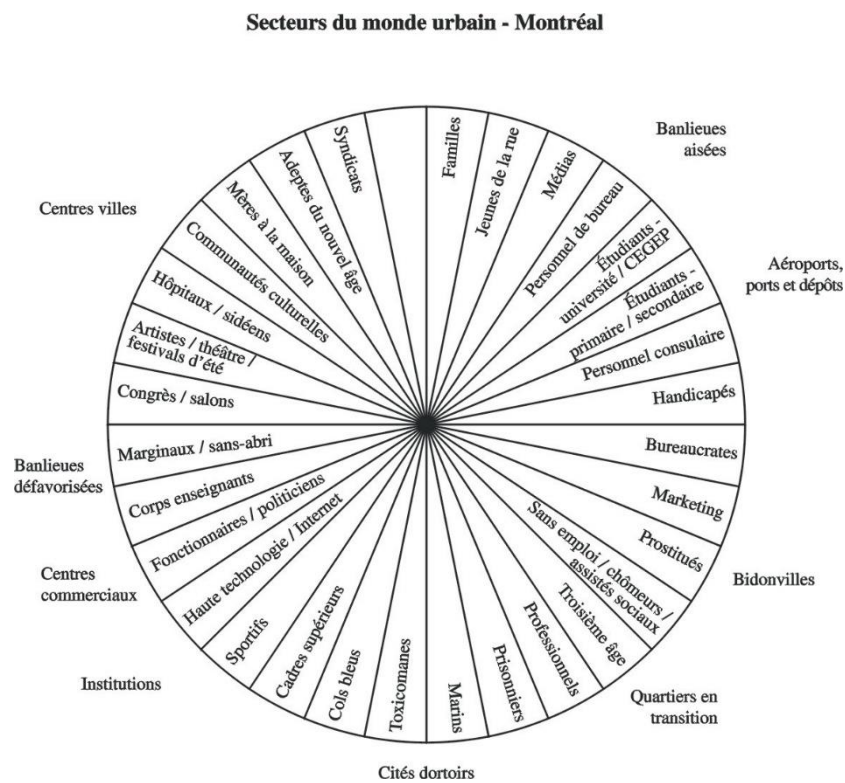 Secteurs du monde urbain - Montréal
Familles
Jeunes de la rue
Médias
Personnel de bureau
Étudiants -
université / CEGEP
Étudiants -
primaire / secondaire
Personnel consulaire
Handicapés
Bureaucrates
Marketing
Prostitués
Sans emploi / chômeurs /
assistés sociaux
Troisième âge
Professionnels
Prisonniers
Marins
Toxicomanes
Cols bleus
Cadres supérieurs
Sportifs
Haute technologie / Internet
Fonctionnaires / politiciens
Corps enseignants
Marginaux / sans-abri
Congrès / salons
Artistes / théâtre /
festivals d'été
Hôpitaux / sidéens
Communautés culturelles
Mères à la maison
Adeptes du nouvel âge
Syndicats
Banlieues
aisées
Aéroports,
ports et dépôts
Bidonvilles
Quartiers en
transition
Cités dortoirs
Institutions
Centres
commerciaux
Banlieues
défavorisées
Centres villes